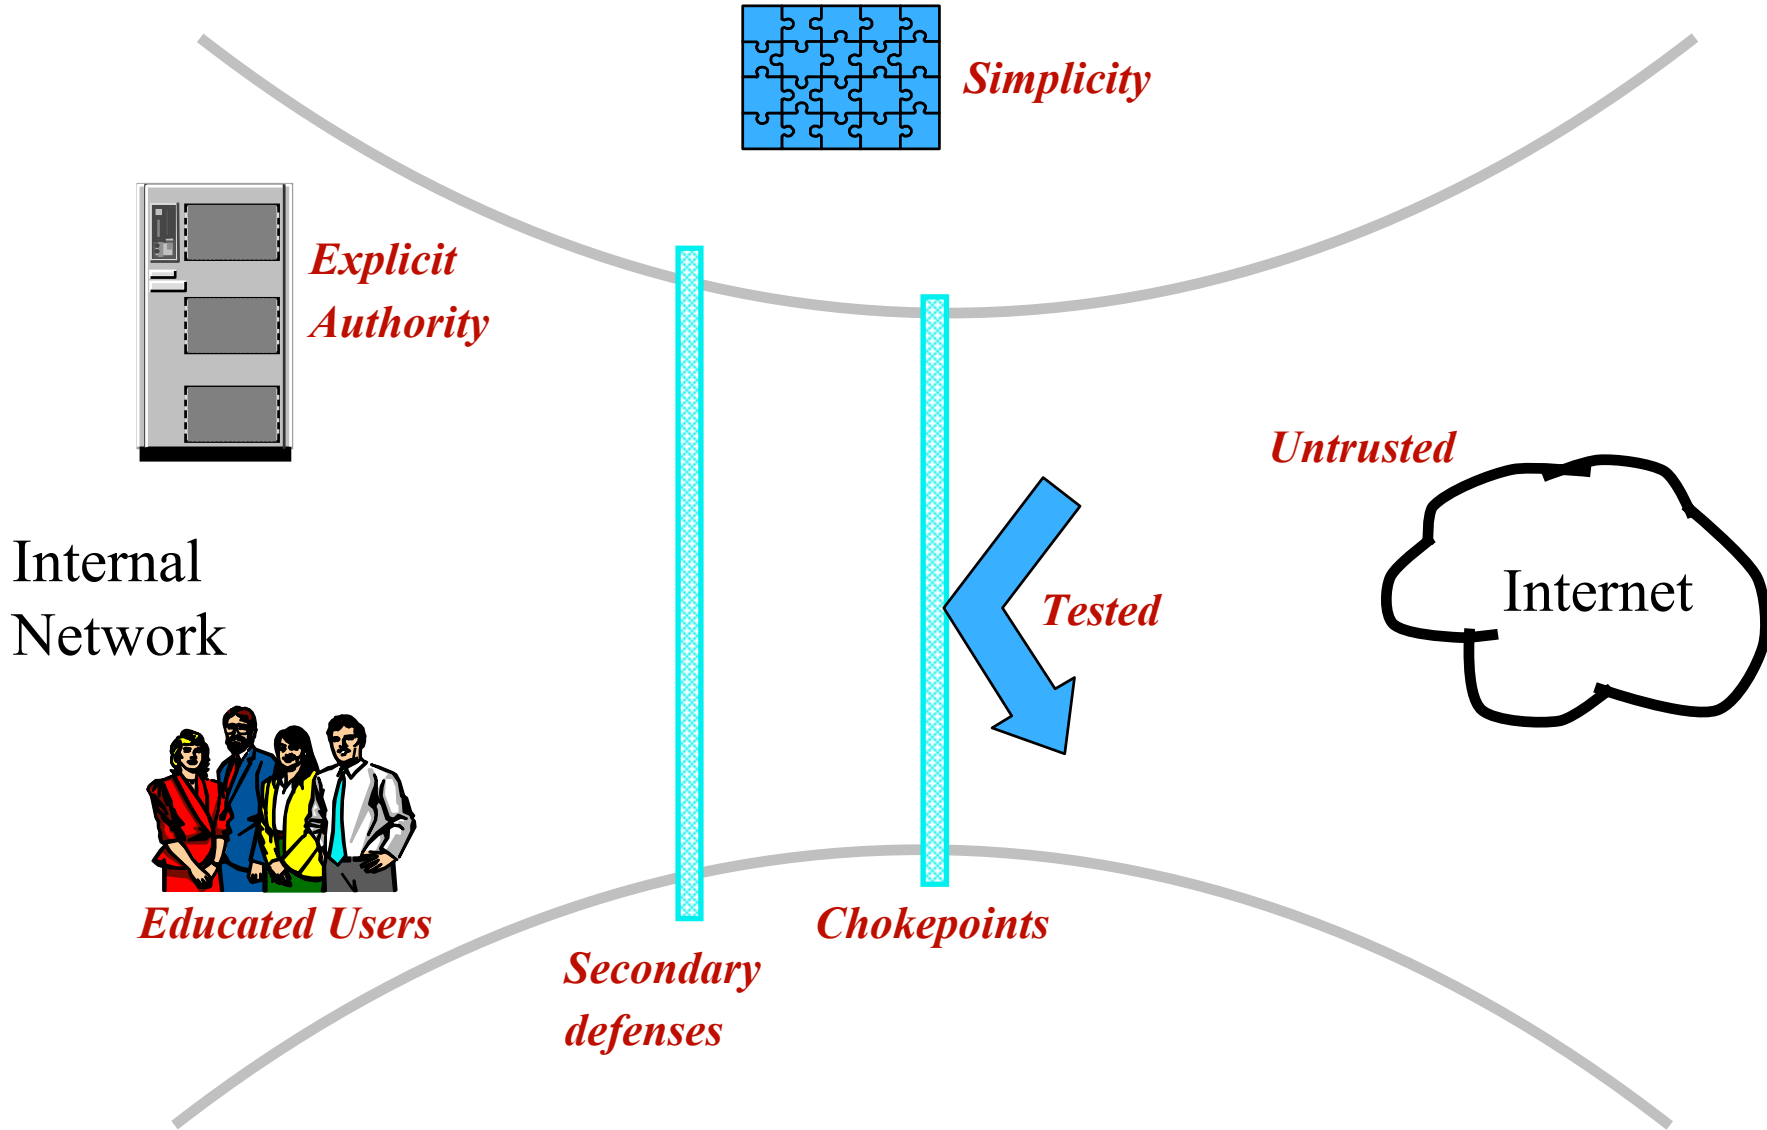 Simplicity
Explicit
Authority
Untrusted
Internal
Network
Internet
Tested
Educated Users
Chokepoints
Secondary
defenses